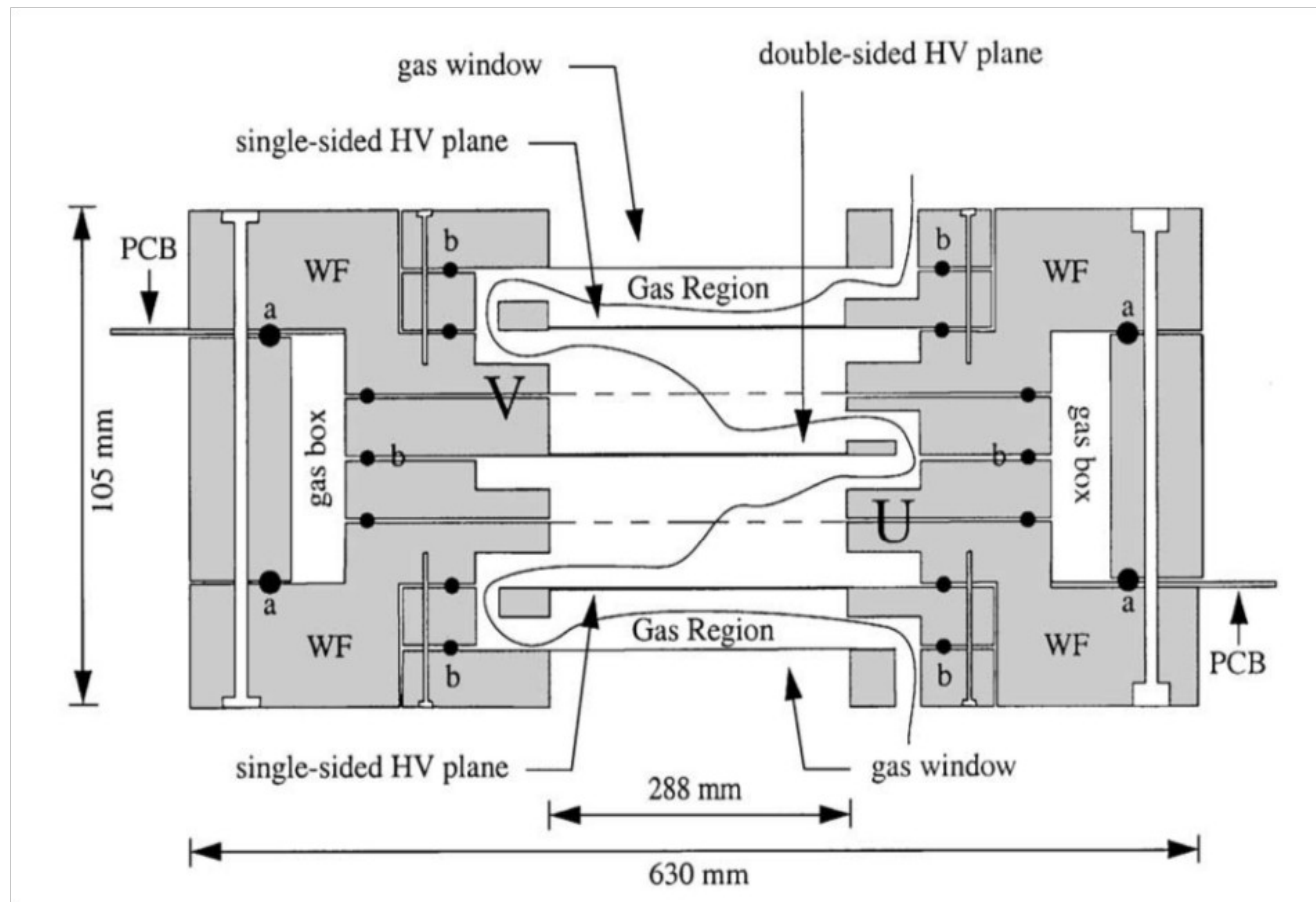 gas window
double-sided HV plane
single-sided HV plane
PCB
WF
b
b
WF
Gas Region
a
a
105 mm
gas box
V
b
b
gas box
U
a
a
WF
b
Gas Region
b
WF
PCB
single-sided HV plane
gas window
288 mm
630 mm